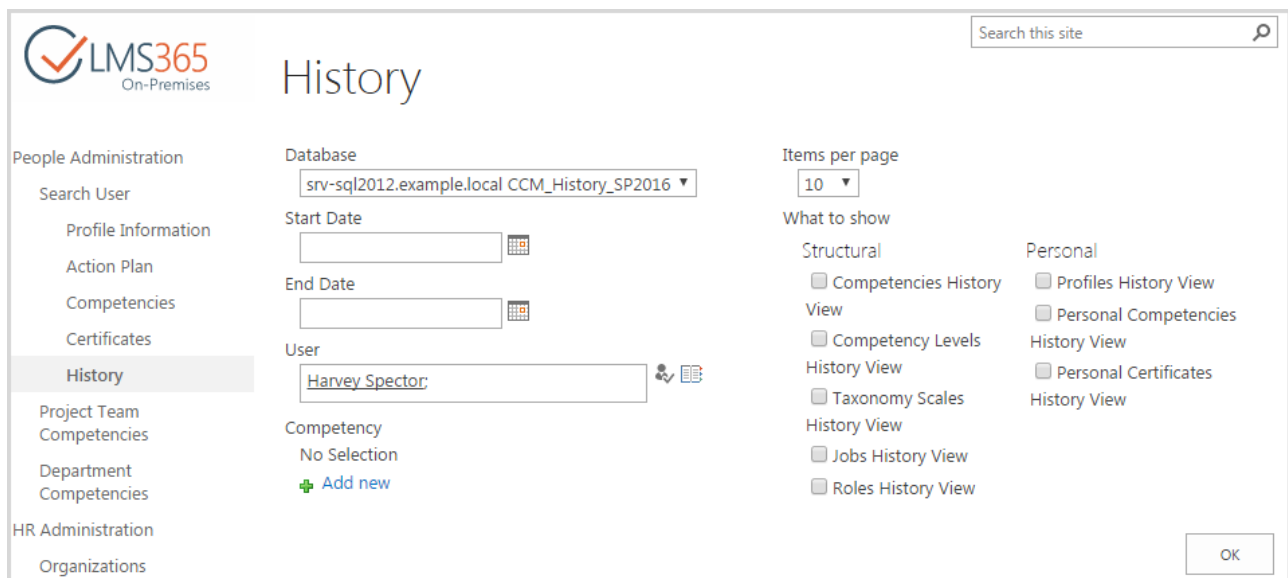 LMS365
On-Premises
Search this site
History
People Administration
Search User
Profile Information
Action Plan
Competencies
Certificates
History
Project Team
Competencies
Department
Competencies
HR Administration
Organizations
Database
srv-sql2012.example.local CCM_History_SP2016
Start Date
End Date
User
Harvey Spector;
Competency
No Selection
Add new
Items per page
10
What to show
Structural
Competencies History
View
Competency Levels
History View
Taxonomy Scales
History View
Jobs History View
Roles History View
Personal
Profiles History View
Personal Competencies
History View
Personal Certificates
History View
OK